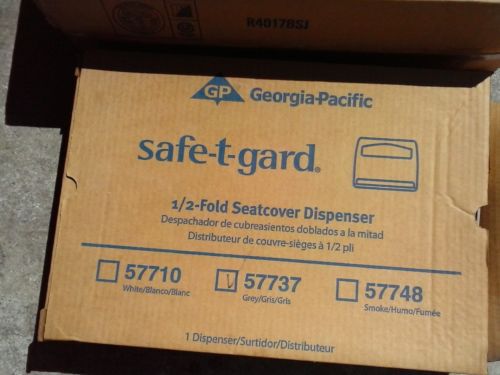 R4017BSJ
GP Georgia-Pacific
safe-t-gard®
1/2-Fold Seatcover Dispenser
Despachador de cubreasientos doblados a la mitad
Distributeur de couvre-sièges à 1/2 pli
57710 57737 57748
White/Blanco/Blanc Grey/Gris/Gris Smoke/Humo/Fumée
1 Dispenser/Surtidor/Distributeur